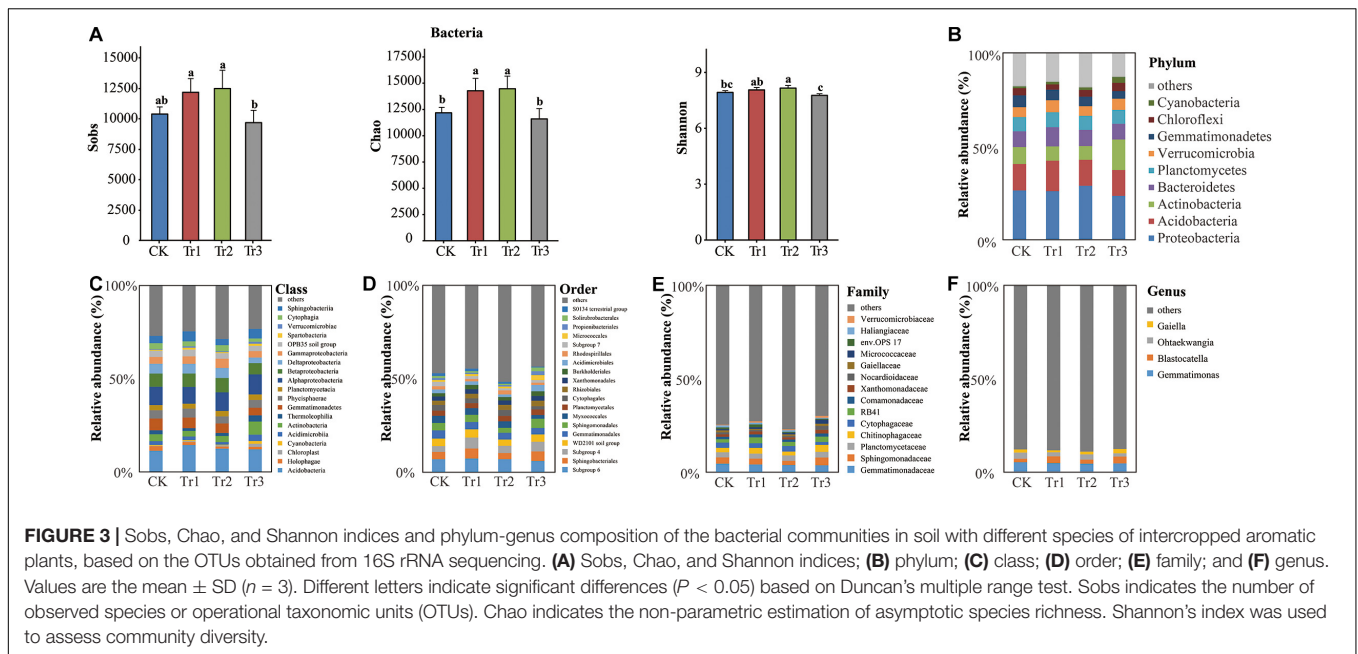 A
Bacteria
Sobs
15000
12500
10000
7500
5000
2500
0
ab
a
a
b
CK
Tr1
Tr2
Tr3
Chao
17500
15000
12500
10000
7500
5000
2500
0
b
a
a
b
CK
Tr1
Tr2
Tr3
Shannon
9
6
3
0
bc
ab
a
c
CK
Tr1
Tr2
Tr3
B
Relative abundance (%)
100%
50%
0%
CK
Tr1
Tr2
Tr3
Phylum
others
Cyanobacteria
Chloroflexi
Gemmatimonadetes
Verrucomicrobia
Planctomycetes
Bacteroidetes
Actinobacteria
Acidobacteria
Proteobacteria
C
Relative abundance (%)
100%
50%
0%
CK
Tr1
Tr2
Tr3
Class
others
Sphingobacteriia
Cytophagia
Verrucomicrobiae
Spartobacteria
OPB35 soil group
Gammaproteobacteria
Deltaproteobacteria
Betaproteobacteria
Alphaproteobacteria
Planctomycetacia
Phycisphaerae
Gemmatimonadetes
Thermoleophilia
Actinobacteria
Acidimicrobiia
Cyanobacteria
Chloroplast
Holophagae
Acidobacteria
D
Relative abundance (%)
100%
50%
0%
CK
Tr1
Tr2
Tr3
Order
others
S0134 terrestrial group
Solirubrobacterales
Propionibacteriales
Micrococcales
Subgroup 7
Rhodospirillales
Acidimicrobiales
Burkholderiales
Xanthomonadales
Rhizobiales
Cytophagales
Planctomycetales
Myxococcales
Sphingomonadales
Gemmatimonadales
WD2101 soil group
Subgroup 4
Sphingobacteriales
Subgroup 6
E
Relative abundance (%)
100%
50%
0%
CK
Tr1
Tr2
Tr3
Family
others
Verrucomicrobiaceae
Haliangiaceae
env.OPS 17
Micrococcaceae
Gaiellaceae
Nocardioidaceae
Xanthomonadaceae
Comamonadaceae
RB41
Cytophagaceae
Chitinophagaceae
Planctomycetaceae
Sphingomonadaceae
Gemmatimonadaceae
F
Relative abundance (%)
100%
50%
0%
CK
Tr1
Tr2
Tr3
Genus
others
Gaiella
Ohtaekwangia
Blastocatella
Gemmatimonas
FIGURE 3 | Sobs, Chao, and Shannon indices and phylum-genus composition of the bacterial communities in soil with different species of intercropped aromatic
plants, based on the OTUs obtained from 16S rRNA sequencing. (A) Sobs, Chao, and Shannon indices; (B) phylum; (C) class; (D) order; (E) family; and (F) genus.
Values are the mean ± SD (n = 3). Different letters indicate significant differences (P < 0.05) based on Duncan's multiple range test. Sobs indicates the number of
observed species or operational taxonomic units (OTUs). Chao indicates the non-parametric estimation of asymptotic species richness. Shannon's index was used
to assess community diversity.